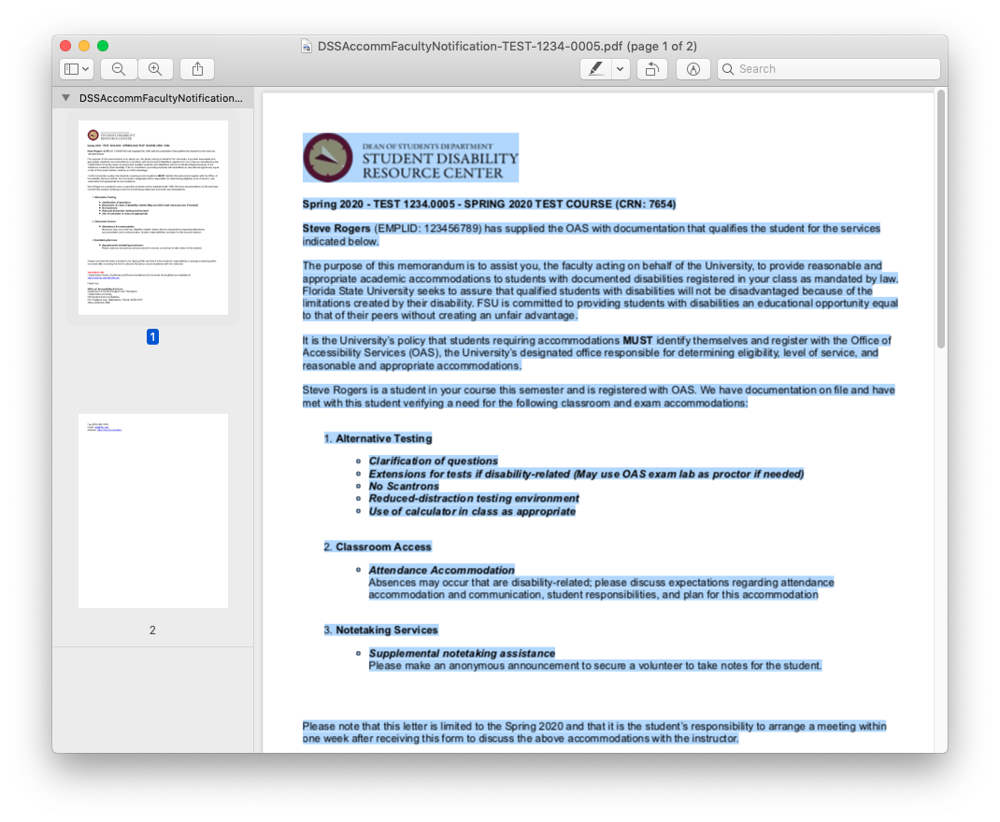 DSSAccommFacultyNotification-TEST-1234-0005.pdf (page 1 of 2)
Search
DSSAccommFacultyNotification...
1
2
DEAN OF STUDENTS DEPARTMENT
STUDENT DISABILITY
RESOURCE CENTER
Spring 2020 - TEST 1234.0005 - SPRING 2020 TEST COURSE (CRN: 7654)
Steve Rogers (EMPLID: 123456789) has supplied the OAS with documentation that qualifies the student for the services
indicated below.
The purpose of this memorandum is to assist you, the faculty acting on behalf of the University, to provide reasonable and
appropriate academic accommodations to students with documented disabilities registered in your class as mandated by law.
Florida State University seeks to assure that qualified students with disabilities will not be disadvantaged because of the
limitations created by their disability. FSU is committed to providing students with disabilities an educational opportunity equal
to that of their peers without creating an unfair advantage.
It is the University's policy that students requiring accommodations MUST identify themselves and register with the Office of
Accessibility Services (OAS), the University's designated office responsible for determining eligibility, level of service, and
reasonable and appropriate accommodations.
Steve Rogers is a student in your course this semester and is registered with OAS. We have documentation on file and have
met with this student verifying a need for the following classroom and exam accommodations:
1. Alternative Testing
Clarification of questions
Extensions for tests if disability-related (May use OAS exam lab as proctor if needed)
No Scantrons
Reduced-distraction testing environment
Use of calculator in class as appropriate
2. Classroom Access
Attendance Accommodation
Absences may occur that are disability-related; please discuss expectations regarding attendance
accommodation and communication, student responsibilities, and plan for this accommodation
3. Notetaking Services
Supplemental notetaking assistance
Please make an anonymous announcement to secure a volunteer to take notes for the student.
Please note that this letter is limited to the Spring 2020 and that it is the student's responsibility to arrange a meeting within
one week after receiving this form to discuss the above accommodations with the instructor.